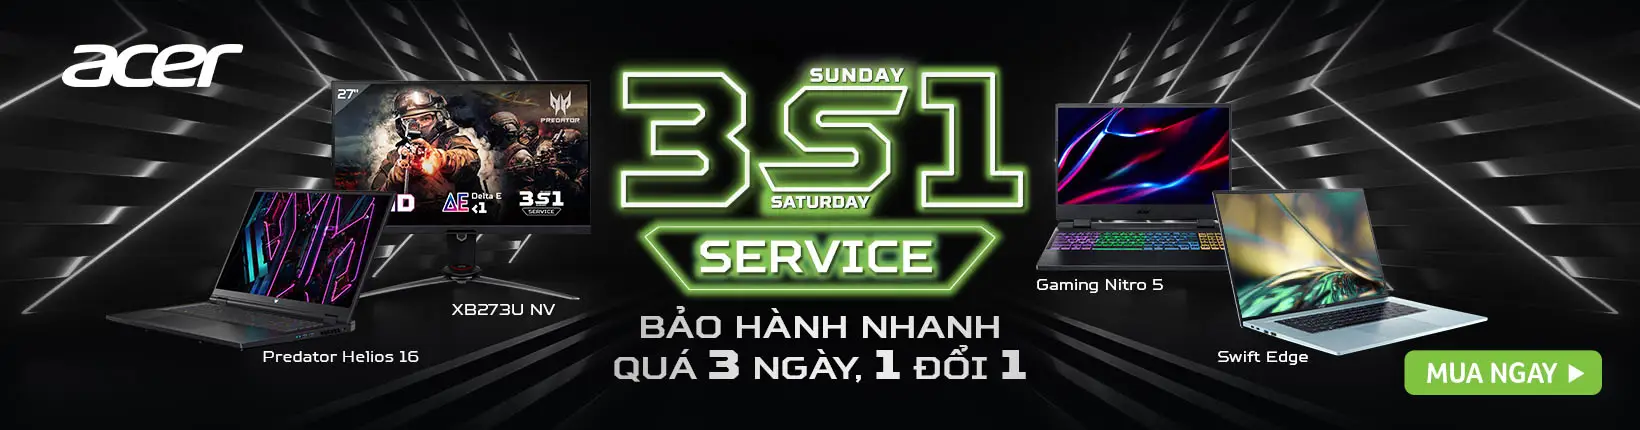 acer
27"
PREDATOR
Delta E
ΔE <1
3S1
SERVICE
XB273U NV
Predator Helios 16
SUNDAY
3S1
SATURDAY
SERVICE
BẢO HÀNH NHANH
QUÁ 3 NGÀY, 1 ĐỔI 1
Gaming Nitro 5
Swift Edge
MUA NGAY